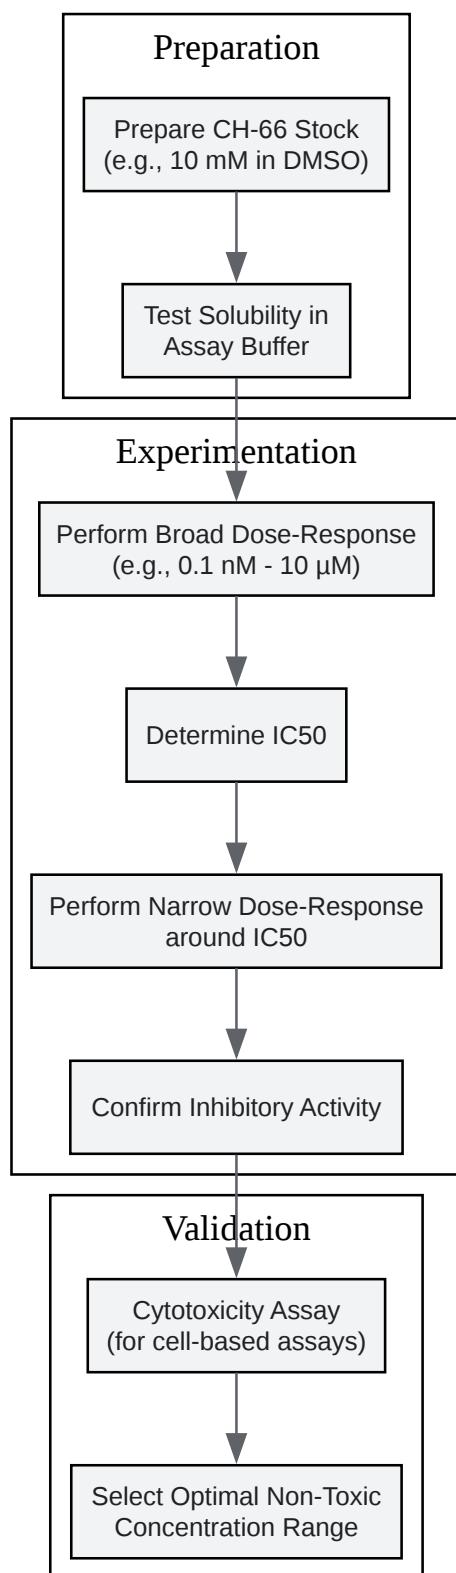 Preparation
Prepare CH-66 Stock
(e.g., 10 mM in DMSO)
Test Solubility in
Assay Buffer
Experimentation
Perform Broad Dose-Response
(e.g., 0.1 nM - 10 µM)
Determine IC50
Perform Narrow Dose-Response
around IC50
Confirm Inhibitory Activity
Validation
Cytotoxicity Assay
(for cell-based assays)
Select Optimal Non-Toxic
Concentration Range